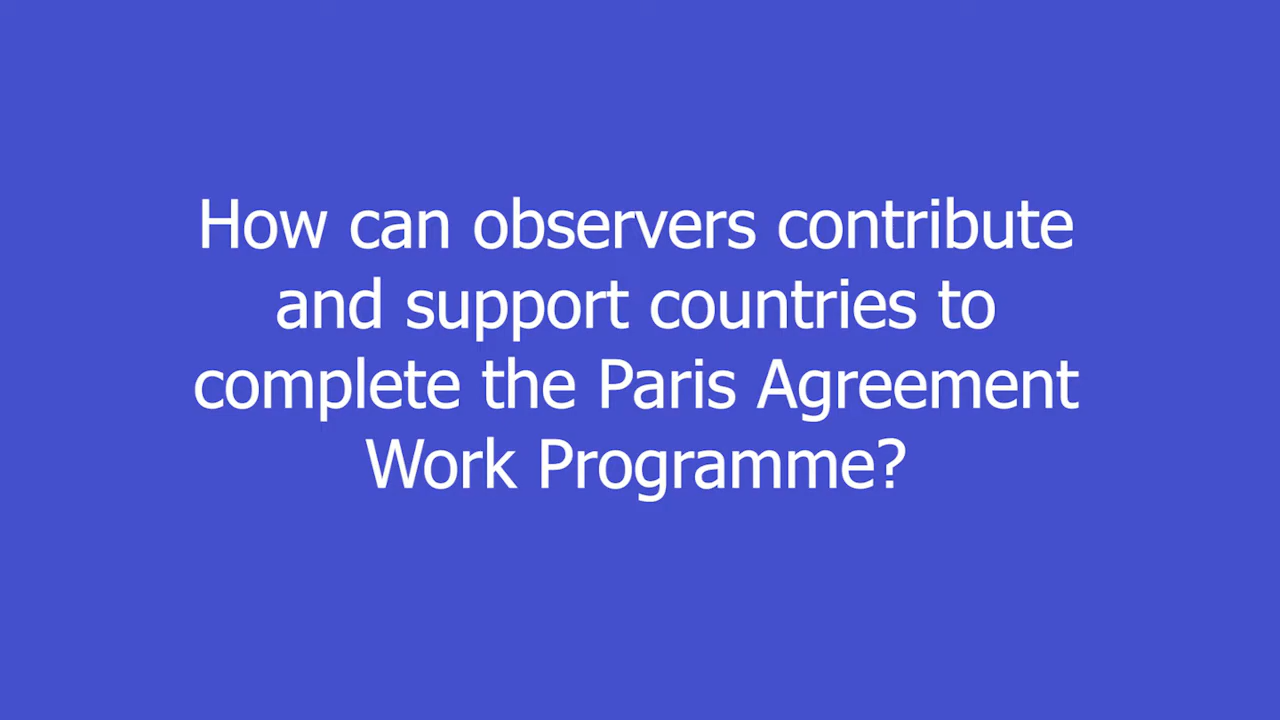 How can observers contribute
and support countries to
complete the Paris Agreement
Work Programme?